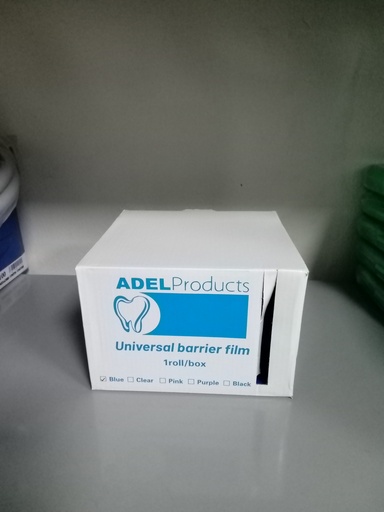 ADELProducts
Universal barrier film
1roll/box
☑ Blue ☐ Clear ☐ Pink ☐ Purple ☐ Black